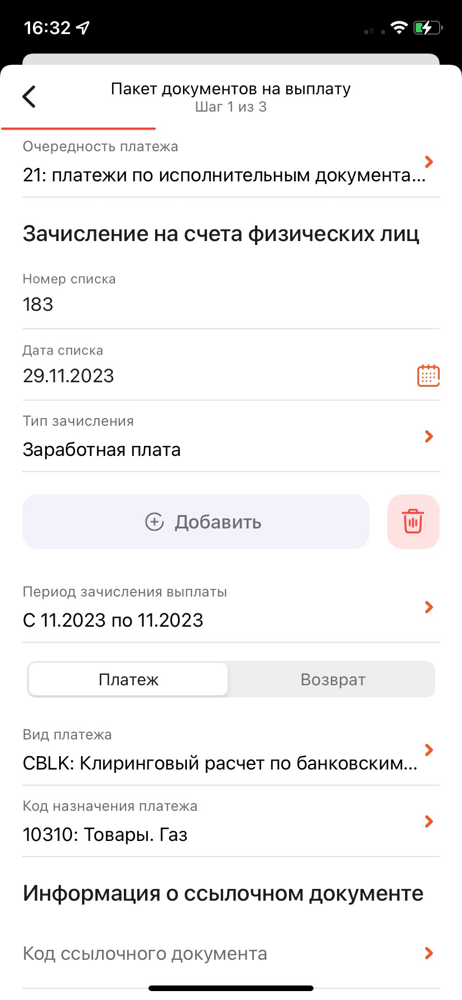 16:32
Пакет документов на выплату
Шаг 1 из 3
Очередность платежа
21: платежи по исполнительным документа...
Зачисление на счета физических лиц
Номер списка
183
Дата списка
29.11.2023
Тип зачисления
Заработная плата
Добавить
Период зачисления выплаты
С 11.2023 по 11.2023
Платеж
Возврат
Вид платежа
CBLK: Клиринговый расчет по банковским...
Код назначения платежа
10310: Товары. Газ
Информация о ссылочном документе
Код ссылочного документа